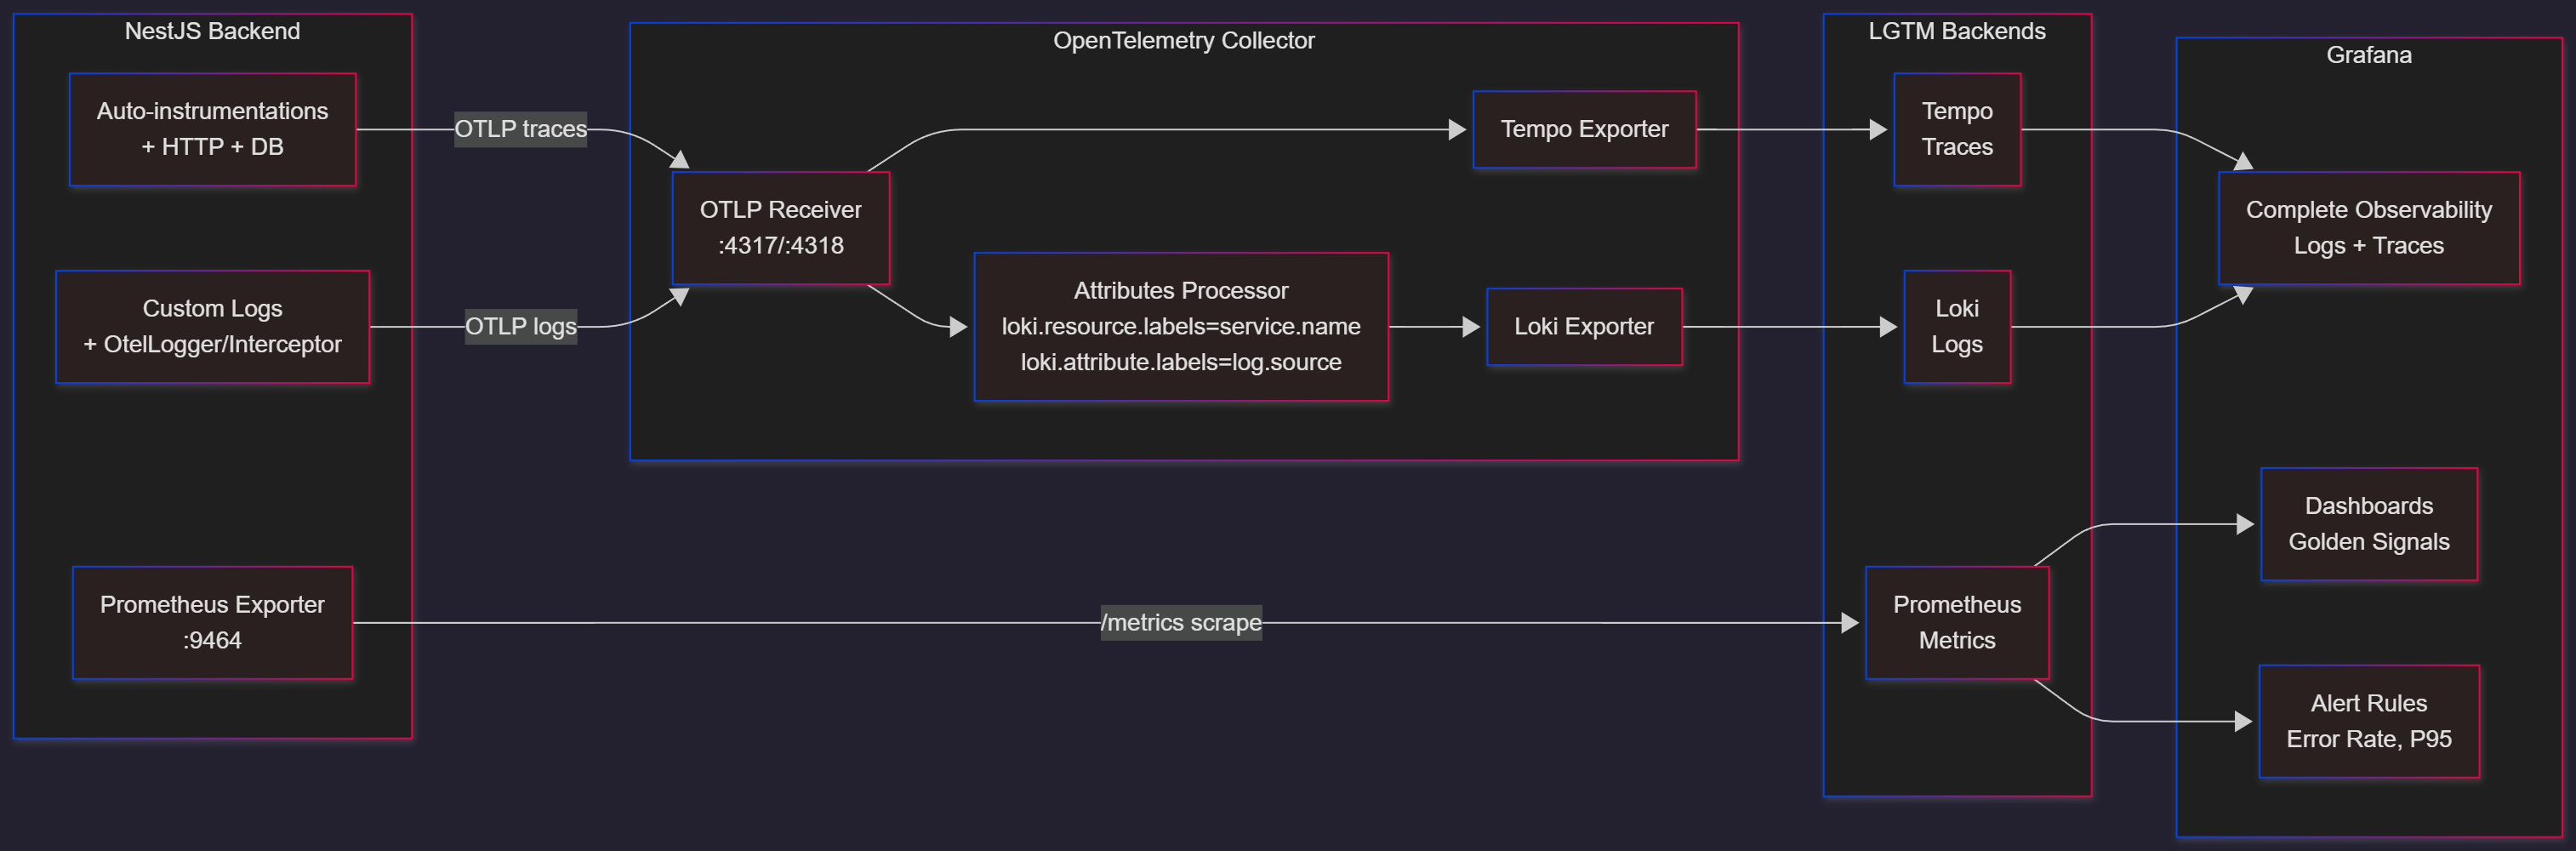 NestJS Backend
Auto-instrumentations
+ HTTP + DB
Custom Logs
+ OtelLogger/Interceptor
Prometheus Exporter
:9464
OTLP traces
OTLP logs
/metrics scrape
OpenTelemetry Collector
OTLP Receiver
:4317/:4318
Attributes Processor
loki.resource.labels=service.name
loki.attribute.labels=log.source
Tempo Exporter
Loki Exporter
LGTM Backends
Tempo
Traces
Loki
Logs
Prometheus
Metrics
Grafana
Complete Observability
Logs + Traces
Dashboards
Golden Signals
Alert Rules
Error Rate, P95